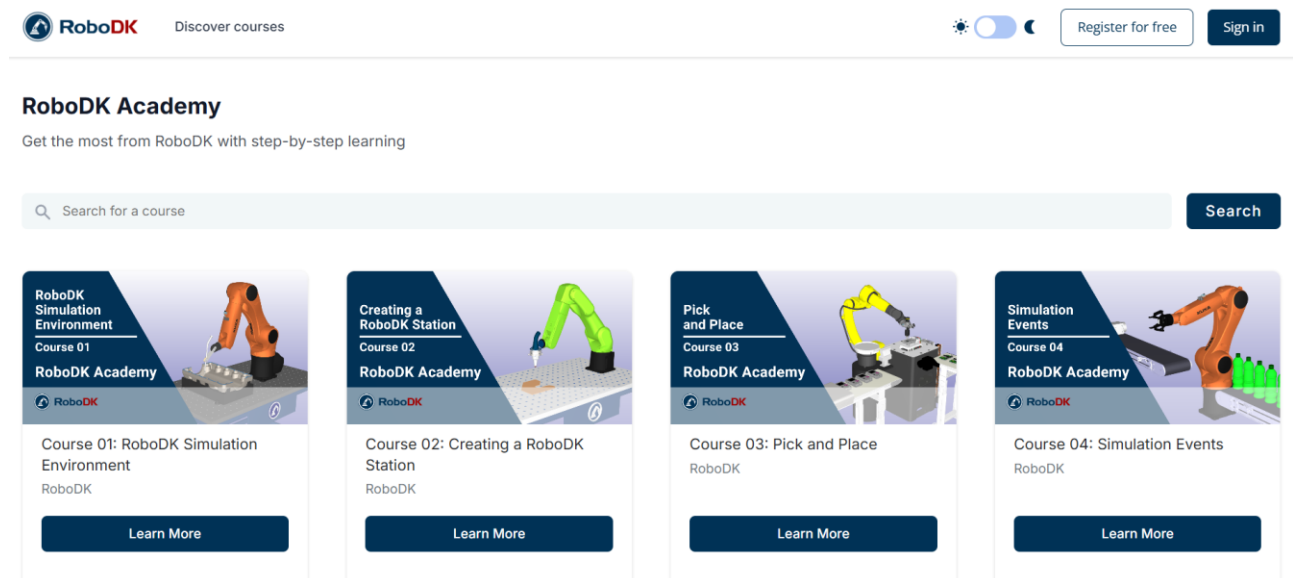 RoboDK
Discover courses
Register for free
Sign in
RoboDK Academy
Get the most from RoboDK with step-by-step learning
Search for a course
Search
RoboDK
Simulation
Environment
Course 01
RoboDK Academy
RoboDK
Creating a
RoboDK Station
Course 02
RoboDK Academy
RoboDK
Pick
and Place
Course 03
RoboDK Academy
RoboDK
Simulation
Events
Course 04
RoboDK Academy
RoboDK
Course 01: RoboDK Simulation
Environment
RoboDK
Learn More
Course 02: Creating a RoboDK
Station
RoboDK
Learn More
Course 03: Pick and Place
RoboDK
Learn More
Course 04: Simulation Events
RoboDK
Learn More